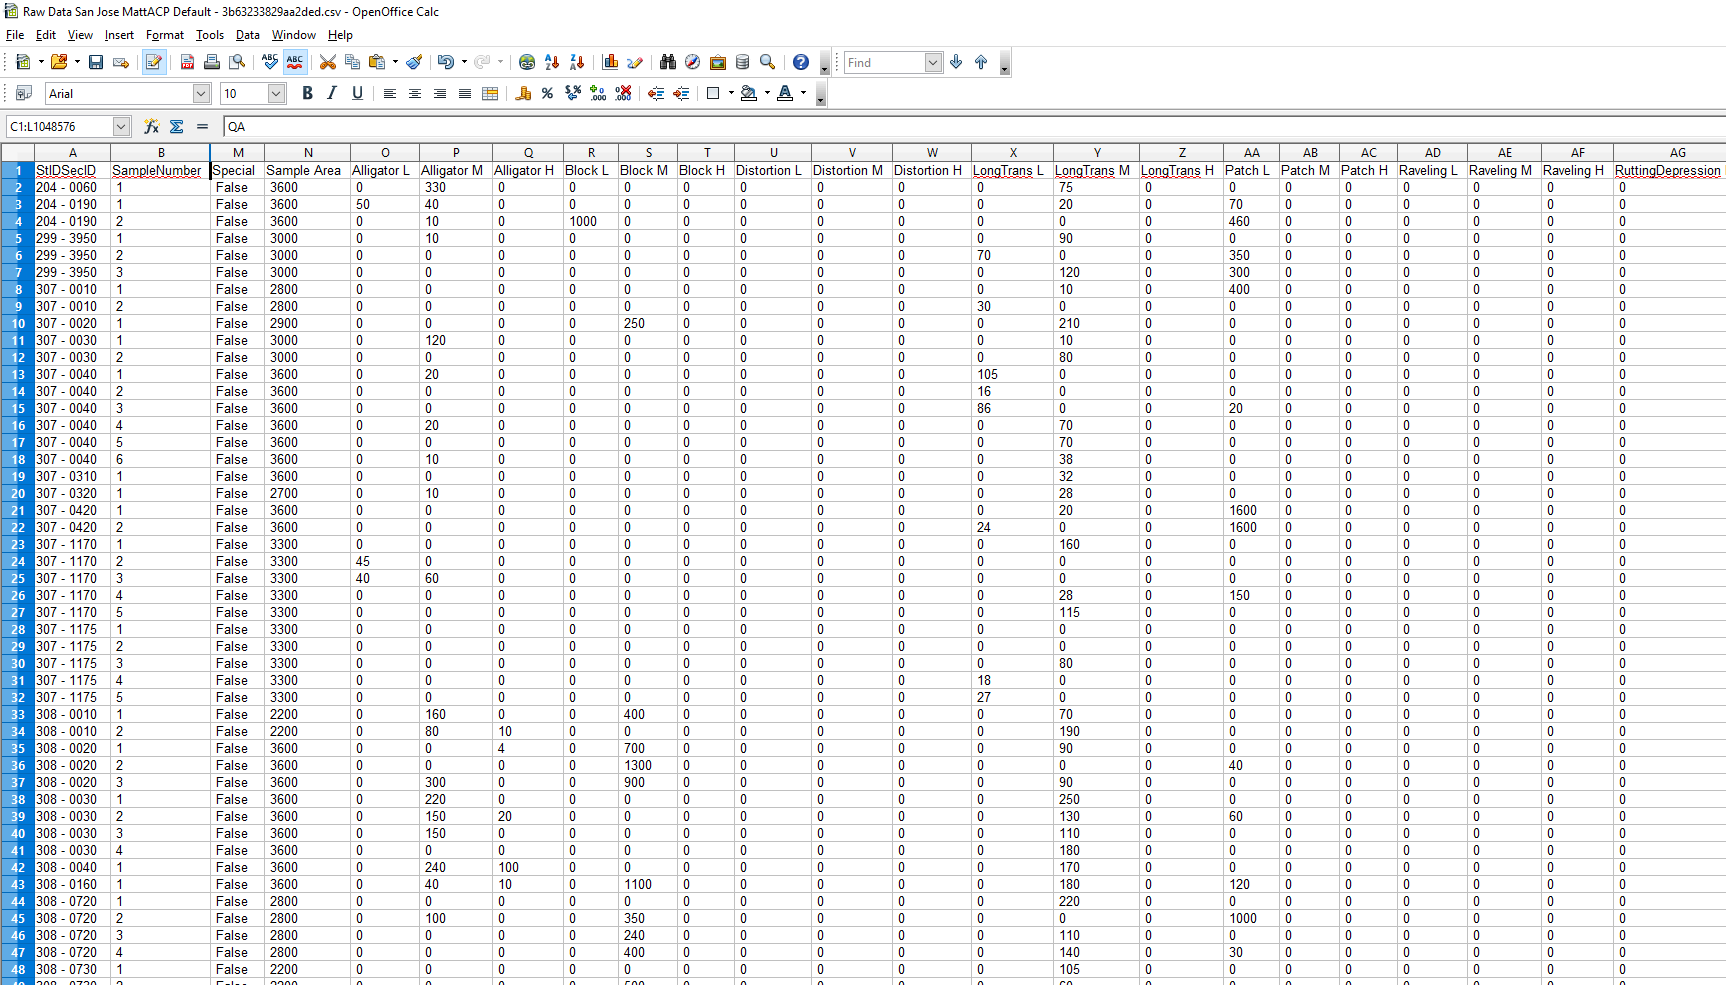 Raw Data San Jose MattACP Default - 3b63233829aa2ded.csv - OpenOffice Calc
File Edit View Insert Format Tools Data Window Help
Find
Arial 10
C1:L1048576 QA
A B M N O P Q R S T U V W X Y Z AA AB AC AD AE AF AG
1 StIDSecID SampleNumber Special Sample Area Alligator L Alligator M Alligator H Block L Block M Block H Distortion L Distortion M Distortion H LongTrans L LongTrans M LongTrans H Patch L Patch M Patch H Raveling L Raveling M Raveling H RuttingDepression
2 204 - 0060 1 False 3600 0 330 0 0 0 0 0 0 0 0 75 0 0 0 0 0 0 0 0
3 204 - 0190 1 False 3600 50 40 0 0 0 0 0 0 0 0 20 0 70 0 0 0 0 0 0
4 204 - 0190 2 False 3600 0 10 0 1000 0 0 0 0 0 0 0 0 460 0 0 0 0 0 0
5 299 - 3950 1 False 3000 0 10 0 0 0 0 0 0 0 0 90 0 0 0 0 0 0 0 0
6 299 - 3950 2 False 3000 0 0 0 0 0 0 0 0 0 70 0 0 350 0 0 0 0 0 0
7 299 - 3950 3 False 3000 0 0 0 0 0 0 0 0 0 0 120 0 300 0 0 0 0 0 0
8 307 - 0010 1 False 2800 0 0 0 0 0 0 0 0 0 0 10 0 400 0 0 0 0 0 0
9 307 - 0010 2 False 2800 0 0 0 0 0 0 0 0 0 30 0 0 0 0 0 0 0 0 0
10 307 - 0020 1 False 2900 0 0 0 0 250 0 0 0 0 0 210 0 0 0 0 0 0 0 0
11 307 - 0030 1 False 3000 0 120 0 0 0 0 0 0 0 0 10 0 0 0 0 0 0 0 0
12 307 - 0030 2 False 3000 0 0 0 0 0 0 0 0 0 0 80 0 0 0 0 0 0 0 0
13 307 - 0040 1 False 3600 0 20 0 0 0 0 0 0 0 105 0 0 0 0 0 0 0 0 0
14 307 - 0040 2 False 3600 0 0 0 0 0 0 0 0 0 16 0 0 0 0 0 0 0 0 0
15 307 - 0040 3 False 3600 0 0 0 0 0 0 0 0 0 86 0 0 20 0 0 0 0 0 0
16 307 - 0040 4 False 3600 0 20 0 0 0 0 0 0 0 0 70 0 0 0 0 0 0 0 0
17 307 - 0040 5 False 3600 0 0 0 0 0 0 0 0 0 0 70 0 0 0 0 0 0 0 0
18 307 - 0040 6 False 3600 0 10 0 0 0 0 0 0 0 0 38 0 0 0 0 0 0 0 0
19 307 - 0310 1 False 3600 0 0 0 0 0 0 0 0 0 0 32 0 0 0 0 0 0 0 0
20 307 - 0320 1 False 2700 0 10 0 0 0 0 0 0 0 0 28 0 0 0 0 0 0 0 0
21 307 - 0420 1 False 3600 0 0 0 0 0 0 0 0 0 0 20 0 1600 0 0 0 0 0 0
22 307 - 0420 2 False 3600 0 0 0 0 0 0 0 0 0 24 0 0 1600 0 0 0 0 0 0
23 307 - 1170 1 False 3300 0 0 0 0 0 0 0 0 0 0 160 0 0 0 0 0 0 0 0
24 307 - 1170 2 False 3300 45 0 0 0 0 0 0 0 0 0 0 0 0 0 0 0 0 0 0
25 307 - 1170 3 False 3300 40 60 0 0 0 0 0 0 0 0 0 0 0 0 0 0 0 0 0
26 307 - 1170 4 False 3300 0 0 0 0 0 0 0 0 0 0 28 0 150 0 0 0 0 0 0
27 307 - 1170 5 False 3300 0 0 0 0 0 0 0 0 0 0 115 0 0 0 0 0 0 0 0
28 307 - 1175 1 False 3300 0 0 0 0 0 0 0 0 0 0 0 0 0 0 0 0 0 0 0
29 307 - 1175 2 False 3300 0 0 0 0 0 0 0 0 0 0 0 0 0 0 0 0 0 0 0
30 307 - 1175 3 False 3300 0 0 0 0 0 0 0 0 0 0 80 0 0 0 0 0 0 0 0
31 307 - 1175 4 False 3300 0 0 0 0 0 0 0 0 0 18 0 0 0 0 0 0 0 0 0
32 307 - 1175 5 False 3300 0 0 0 0 0 0 0 0 0 27 0 0 0 0 0 0 0 0 0
33 308 - 0010 1 False 2200 0 160 0 0 400 0 0 0 0 0 70 0 0 0 0 0 0 0 0
34 308 - 0010 2 False 2200 0 80 10 0 0 0 0 0 0 0 190 0 0 0 0 0 0 0 0
35 308 - 0020 1 False 3600 0 0 4 0 700 0 0 0 0 0 90 0 0 0 0 0 0 0 0
36 308 - 0020 2 False 3600 0 0 0 0 1300 0 0 0 0 0 0 0 40 0 0 0 0 0 0
37 308 - 0020 3 False 3600 0 300 0 0 900 0 0 0 0 0 90 0 0 0 0 0 0 0 0
38 308 - 0030 1 False 3600 0 220 0 0 0 0 0 0 0 0 250 0 0 0 0 0 0 0 0
39 308 - 0030 2 False 3600 0 150 20 0 0 0 0 0 0 0 130 0 60 0 0 0 0 0 0
40 308 - 0030 3 False 3600 0 150 0 0 0 0 0 0 0 0 110 0 0 0 0 0 0 0 0
41 308 - 0030 4 False 3600 0 0 0 0 0 0 0 0 0 0 180 0 0 0 0 0 0 0 0
42 308 - 0040 1 False 3600 0 240 100 0 0 0 0 0 0 0 170 0 0 0 0 0 0 0 0
43 308 - 0160 1 False 3600 0 40 10 0 1100 0 0 0 0 0 180 0 120 0 0 0 0 0 0
44 308 - 0720 1 False 2800 0 0 0 0 0 0 0 0 0 0 220 0 0 0 0 0 0 0 0
45 308 - 0720 2 False 2800 0 100 0 0 350 0 0 0 0 0 0 0 1000 0 0 0 0 0 0
46 308 - 0720 3 False 2800 0 0 0 0 240 0 0 0 0 0 110 0 0 0 0 0 0 0 0
47 308 - 0720 4 False 2800 0 0 0 0 400 0 0 0 0 0 140 0 30 0 0 0 0 0 0
48 308 - 0730 1 False 2200 0 0 0 0 0 0 0 0 0 0 105 0 0 0 0 0 0 0 0